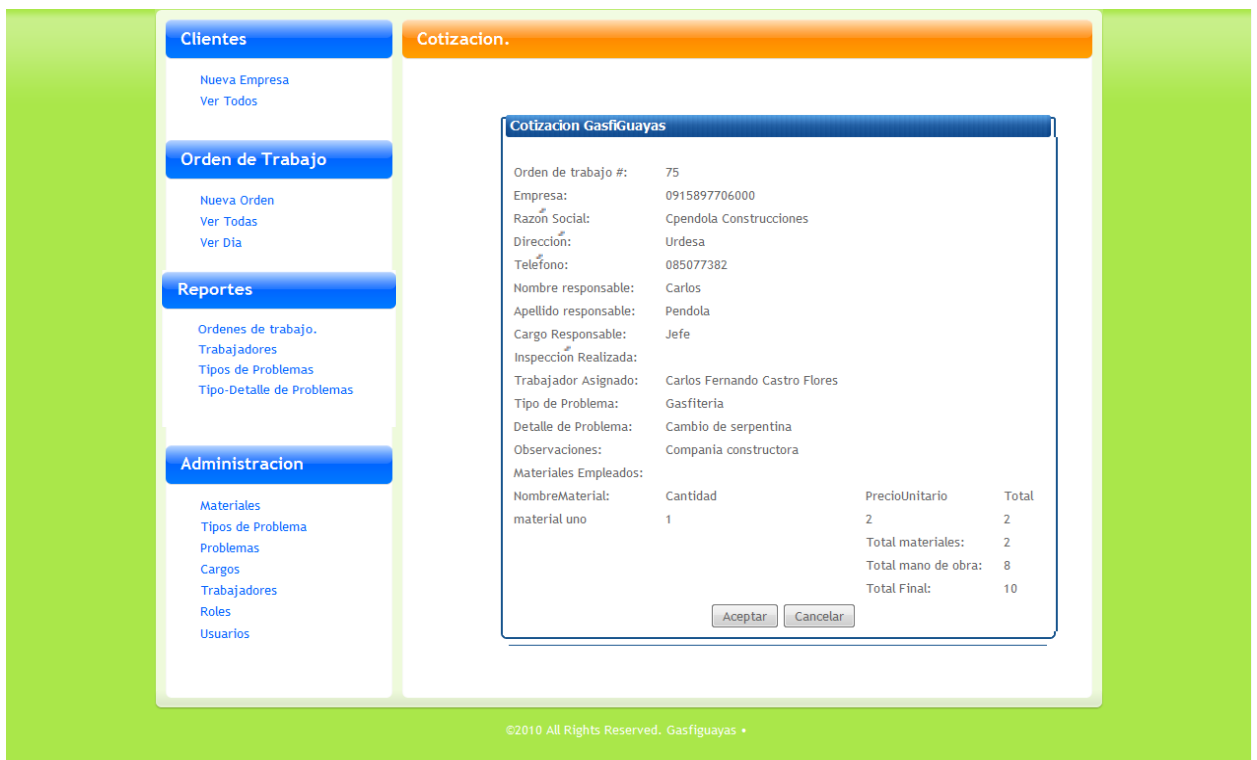 Clientes
Nueva Empresa
Ver Todos
Orden de Trabajo
Nueva Orden
Ver Todas
Ver Dia
Reportes
Ordenes de trabajo.
Trabajadores
Tipos de Problemas
Tipo-Detalle de Problemas
Administracion
Materiales
Tipos de Problema
Problemas
Cargos
Trabajadores
Roles
Usuarios
Cotizacion.
Cotizacion GasfiGuayas
Orden de trabajo #: 75
Empresa: 0915897706000
Razón Social: Cpendola Construcciones
Dirección: Urdesa
Teléfono: 085077382
Nombre responsable: Carlos
Apellido responsable: Pendola
Cargo Responsable: Jefe
Inspección Realizada:
Trabajador Asignado: Carlos Fernando Castro Flores
Tipo de Problema: Gasfiteria
Detalle de Problema: Cambio de serpentina
Observaciones: Compania constructora
Materiales Empleados:
NombreMaterial: Cantidad PrecioUnitario Total
material uno 1 2 2
Total materiales: 2
Total mano de obra: 8
Total Final: 10
Aceptar Cancelar
©2010 All Rights Reserved. Gasfiguayas •